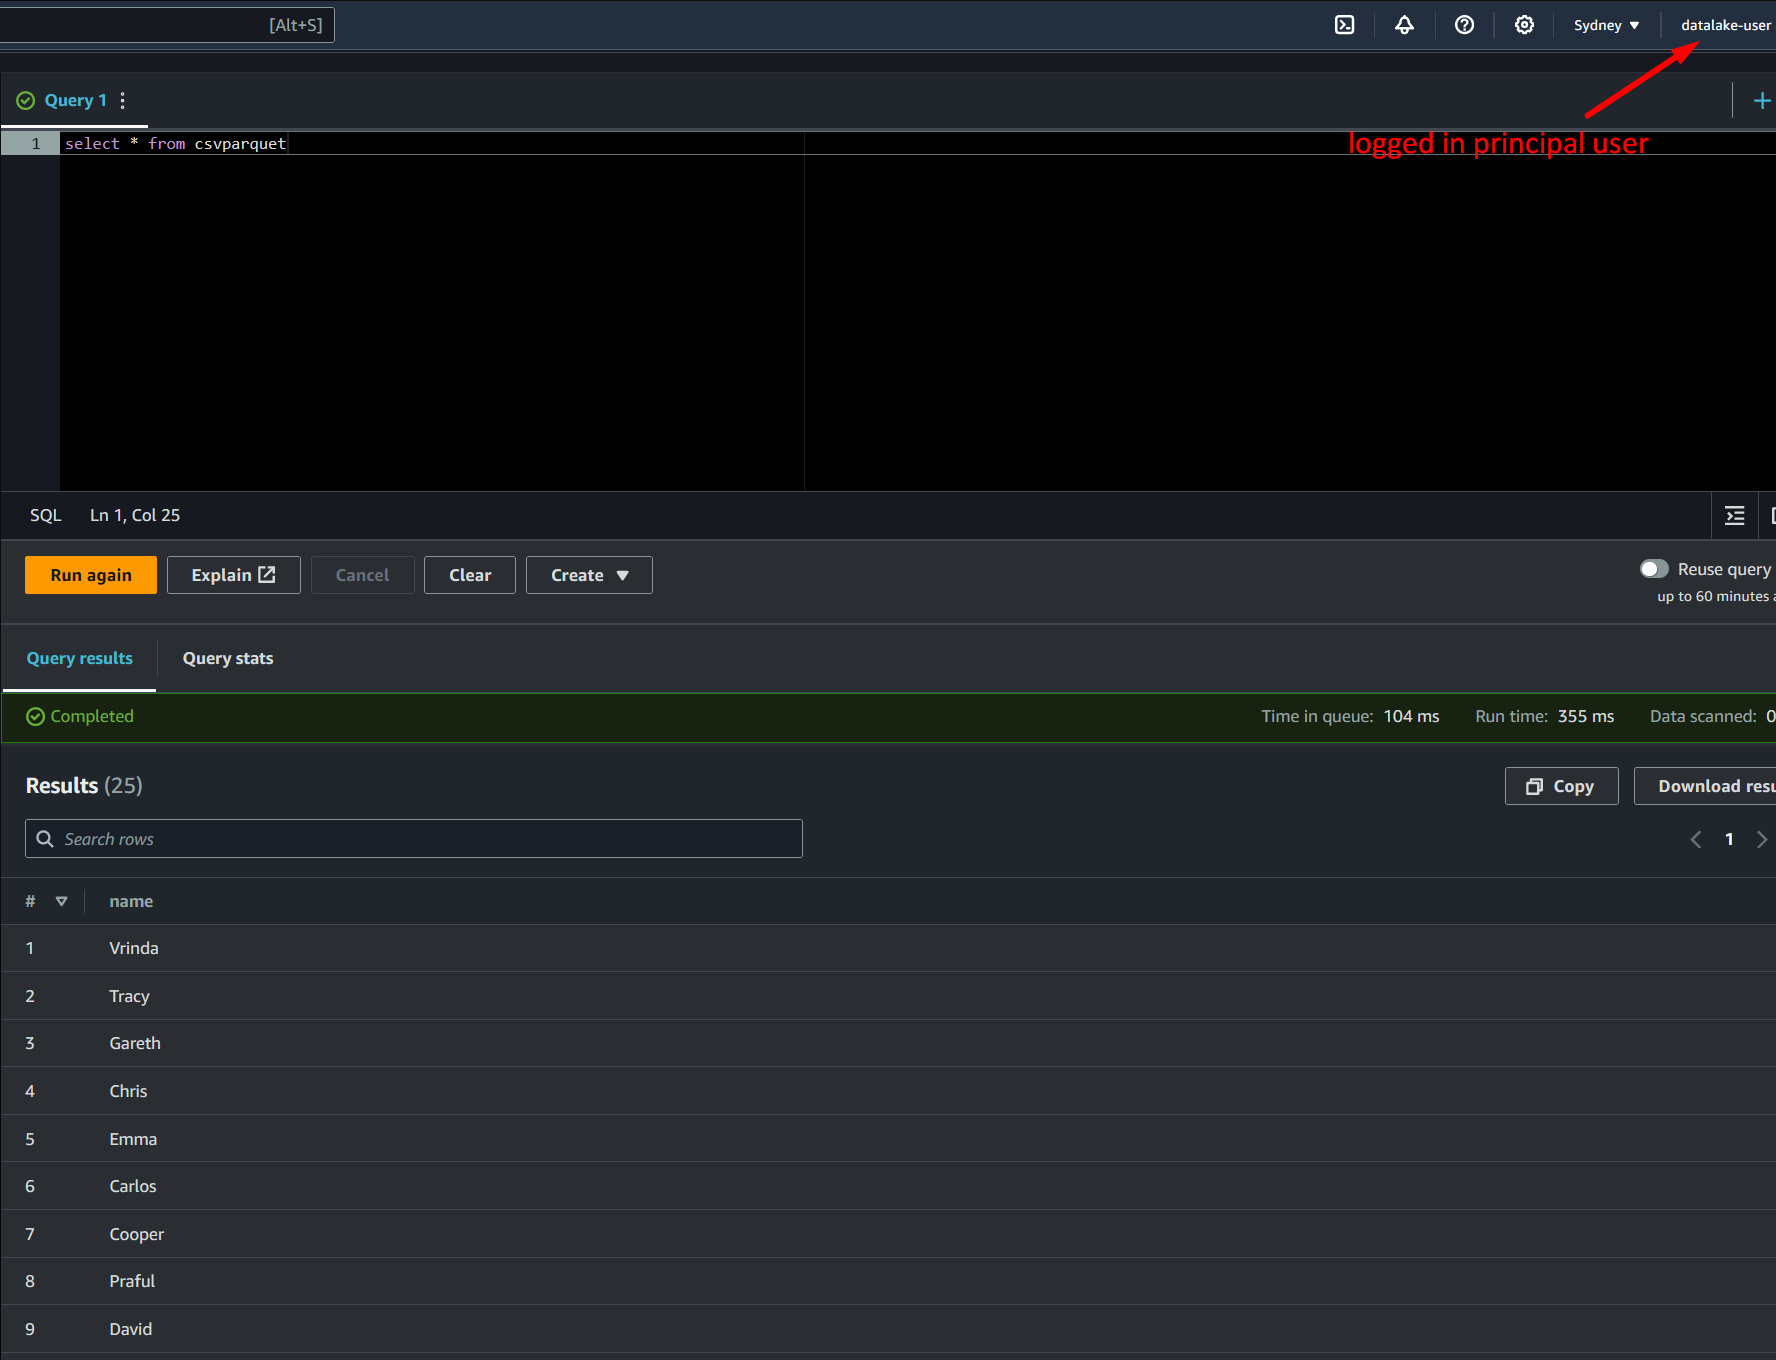 [Alt+S]
Sydney
datalake-user
Query 1
1
select * from csvparquet
logged in principal user
SQL
Ln 1, Col 25
Run again
Explain
Cancel
Clear
Create
Reuse query
up to 60 minutes a
Query results
Query stats
Completed
Time in queue: 104 ms
Run time: 355 ms
Data scanned: 0
Results (25)
Copy
Download resu
Search rows
1
# name
1 Vrinda
2 Tracy
3 Gareth
4 Chris
5 Emma
6 Carlos
7 Cooper
8 Praful
9 David